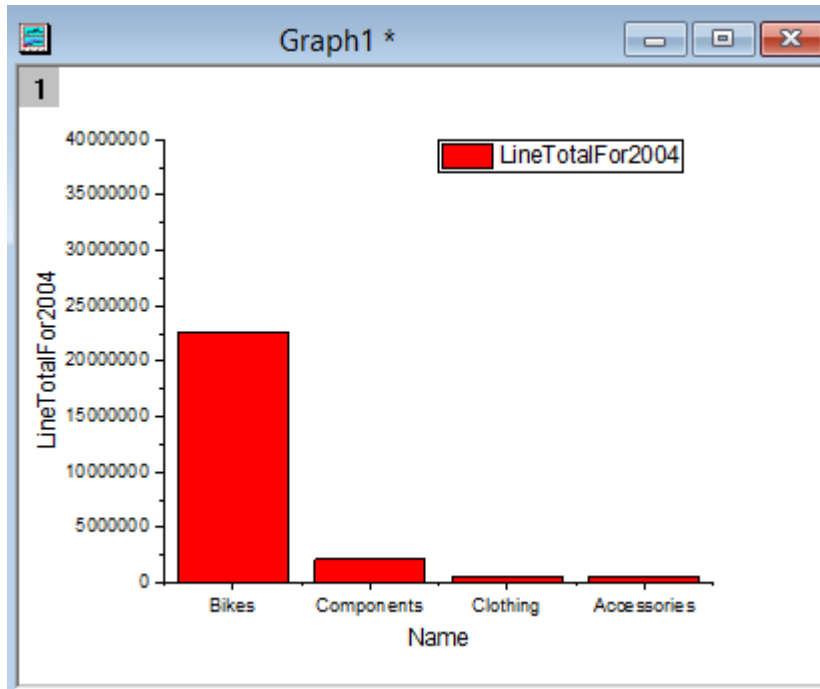 Graph1 *
1
LineTotalFor2004
40000000
35000000
30000000
25000000
20000000
15000000
10000000
5000000
0
LineTotalFor2004
Bikes
Components
Clothing
Accessories
Name